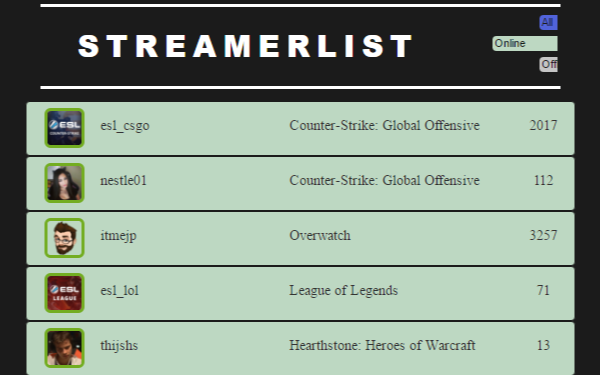 STREAMERLIST
All
Online
Off
ESL
esl_csgo Counter-Strike: Global Offensive 2017
nestle01 Counter-Strike: Global Offensive 112
itmejp Overwatch 3257
ESL
LEAGUE
esl_lol League of Legends 71
thijshs Hearthstone: Heroes of Warcraft 13